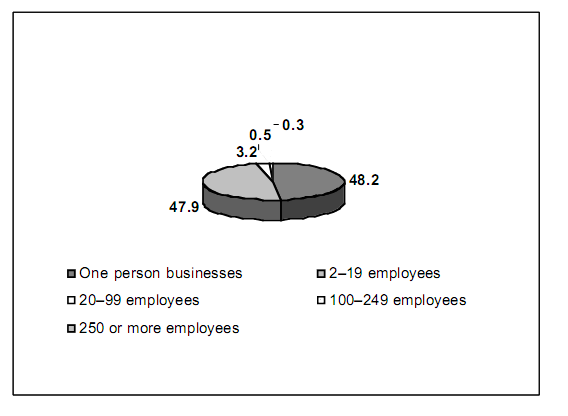 0.3
0.5
3.2
48.2
47.9
One person businesses
2–19 employees
20–99 employees
100–249 employees
250 or more employees